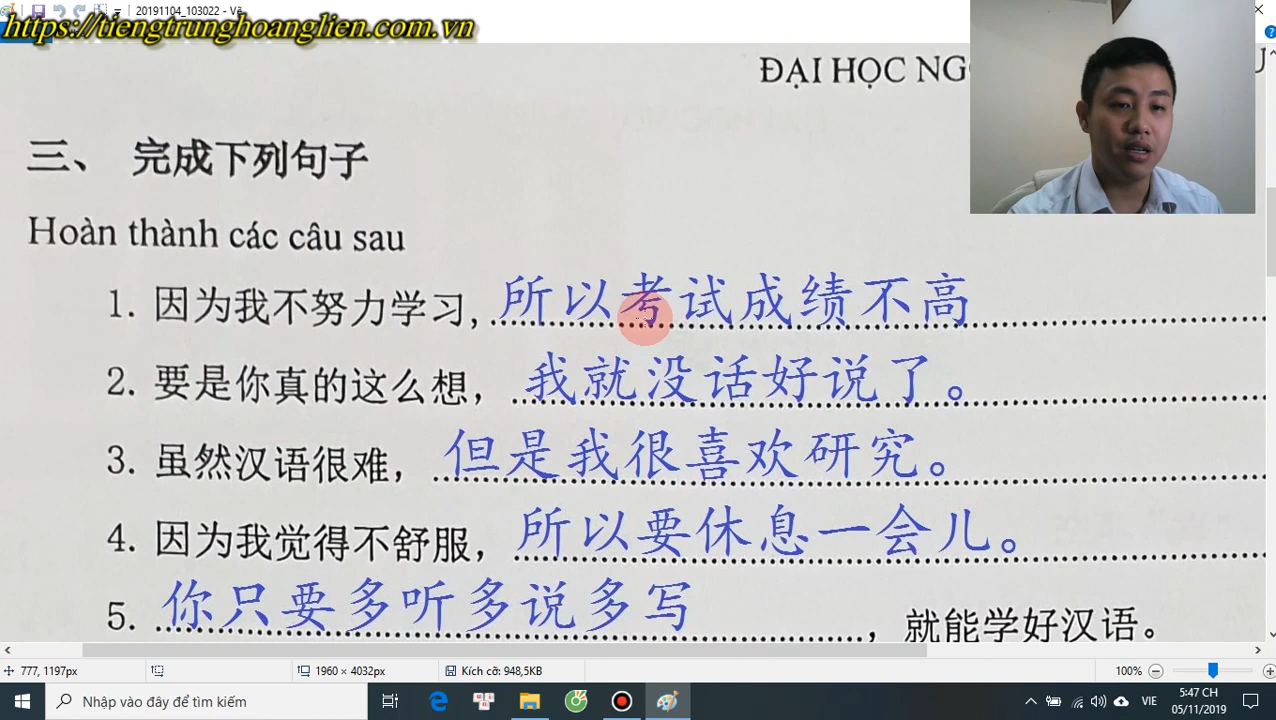 20191104_103022 - Vẽ
https://tiengtrunghoanglien.com.vn
ĐẠI HỌC
三、 完成下列句子
Hoàn thành các câu sau
1. 因为我不努力学习, 所以考试成绩不高
2. 要是你真的这么想， 我就没话好说了。
3. 虽然汉语很难， 但是我很喜欢研究。
4. 因为我觉得不舒服， 所以要休息一会儿。
5. 你只要多听多说多写 ，就能学好汉语。
777, 1197px 1960 × 4032px Kích cỡ: 948,5KB 100%
Nhập vào đây để tìm kiếm VIE 5:47 CH
05/11/2019